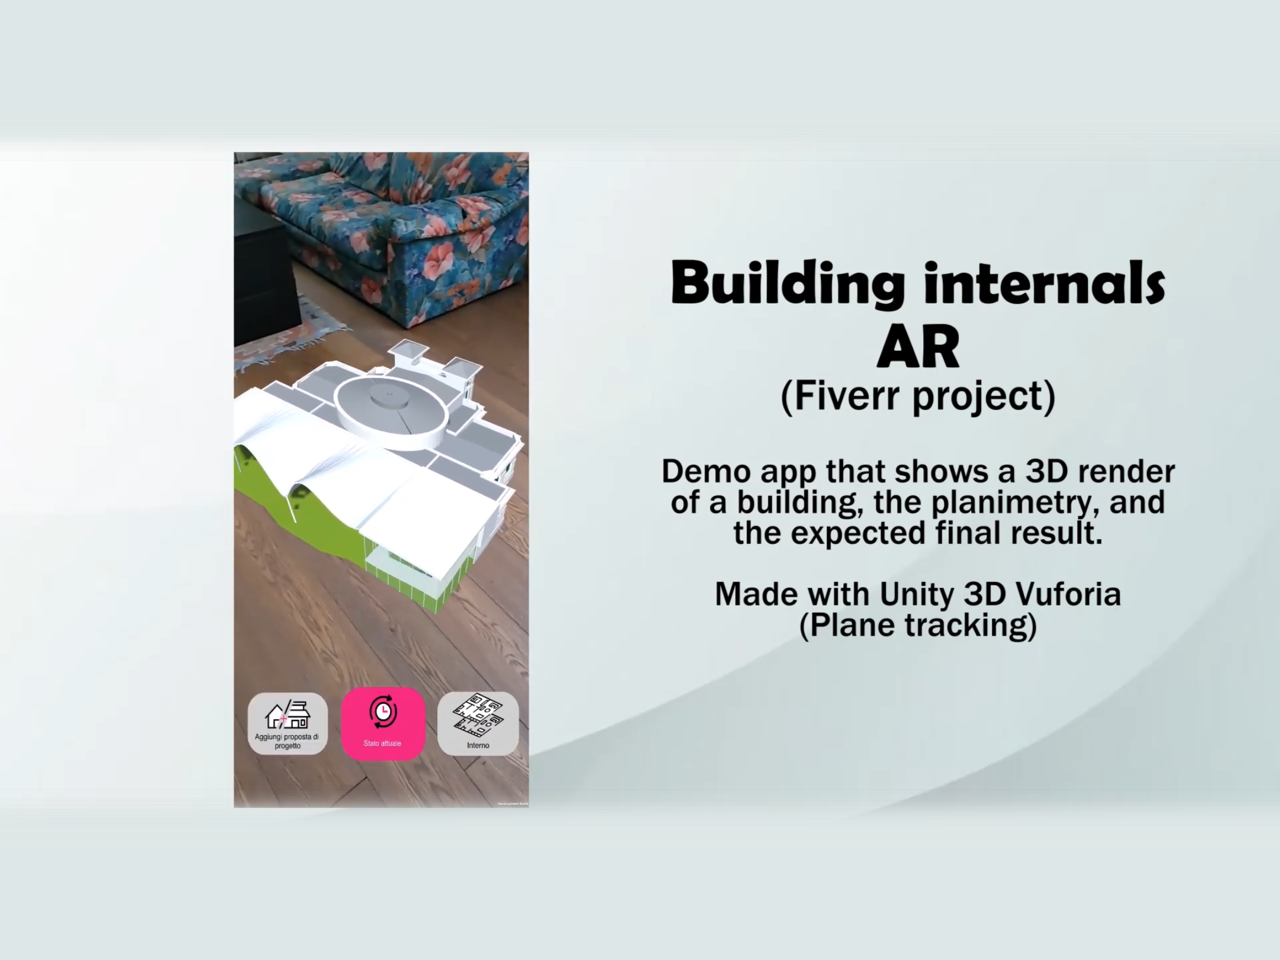 Building internals
AR
(Fiverr project)
Demo app that shows a 3D render
of a building, the planimetry, and
the expected final result.
Made with Unity 3D Vuforia
(Plane tracking)
Aggiungi proposta di
progetto
Stato attuale
Interno